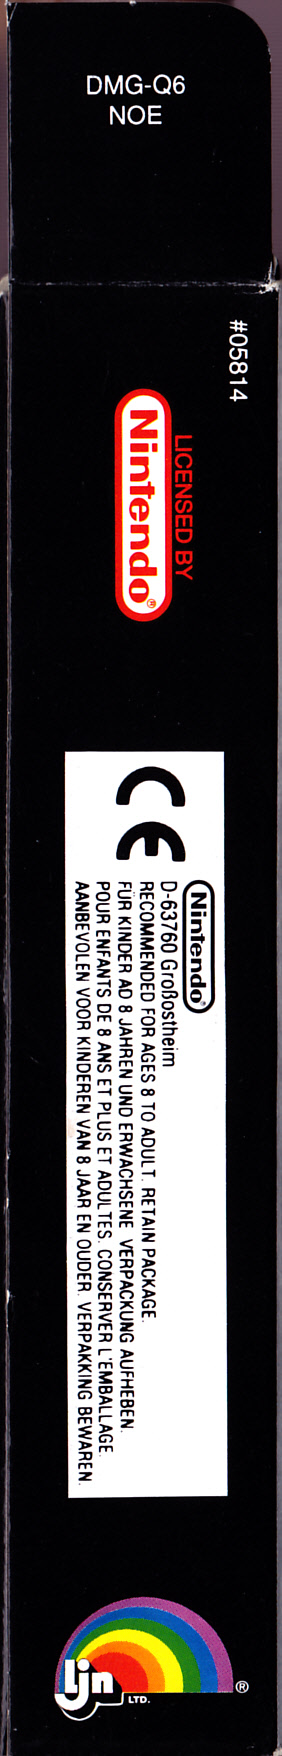 DMG-Q6
NOE
#05814
LICENSED BY
Nintendo®
CE
Nintendo®
D-63760 Großostheim
RECOMMENDED FOR AGES 8 TO ADULT. RETAIN PACKAGE.
FÜR KINDER AD 8 JAHREN UND ERWACHSENE. VERPACKUNG AUFHEBEN.
POUR ENFANTS DE 8 ANS ET PLUS ET ADULTES. CONSERVER L'EMBALLAGE.
AANBEVOLEN VOOR KINDEREN VAN 8 JAAR EN OUDER. VERPAKKING BEWAREN.
ljn
LTD.
®